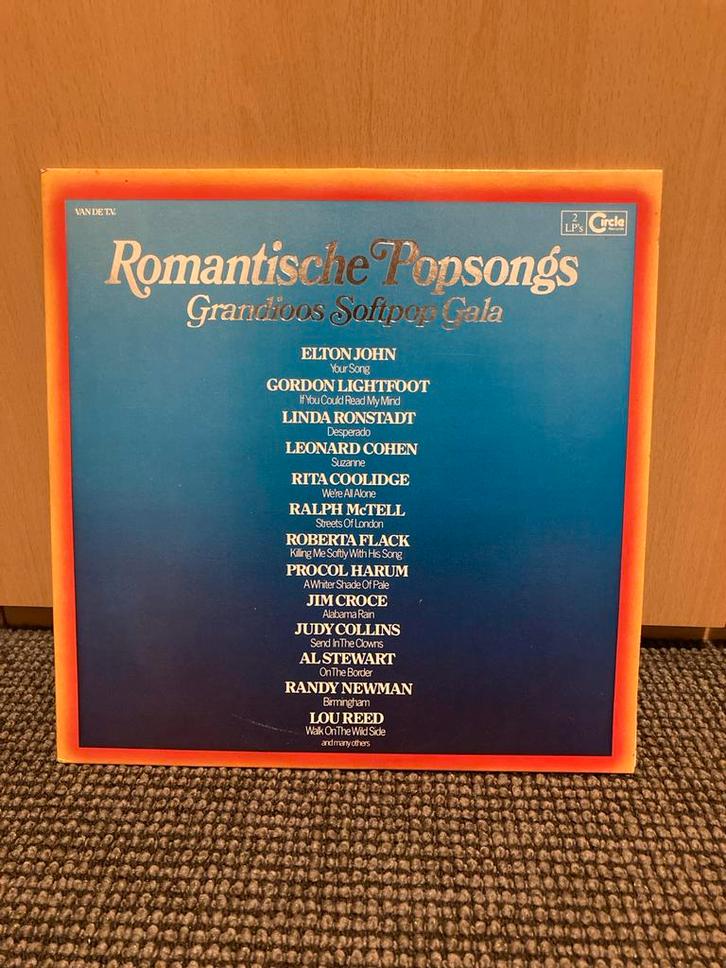 VAN DE T.V.
2 LP's
Circle
Romantische Popsongs
Grandioos Softpop Gala
ELTON JOHN
Your Song
GORDON LIGHTFOOT
If You Could Read My Mind
LINDA RONSTADT
Desperado
LEONARD COHEN
Suzanne
RITA COOLIDGE
We're All Alone
RALPH McTELL
Streets Of London
ROBERTA FLACK
Killing Me Softly With His Song
PROCOL HARUM
A Whiter Shade Of Pale
JIM CROCE
Alabama Rain
JUDY COLLINS
Send In The Clowns
AL STEWART
On The Border
RANDY NEWMAN
Birmingham
LOU REED
Walk On The Wild Side
and many others